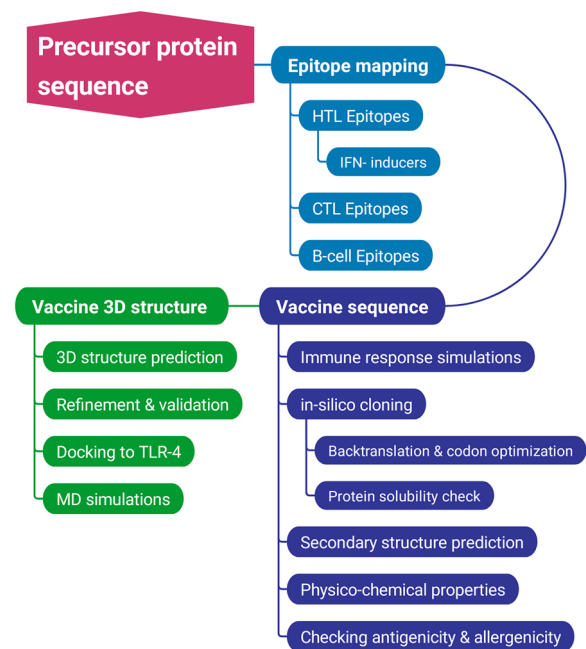 Precursor protein
sequence
Epitope mapping
HTL Epitopes
IFN- inducers
CTL Epitopes
B-cell Epitopes
Vaccine 3D structure
3D structure prediction
Refinement & validation
Docking to TLR-4
MD simulations
Vaccine sequence
Immune response simulations
in-silico cloning
Backtranslation & codon optimization
Protein solubility check
Secondary structure prediction
Physico-chemical properties
Checking antigenicity & allergenicity